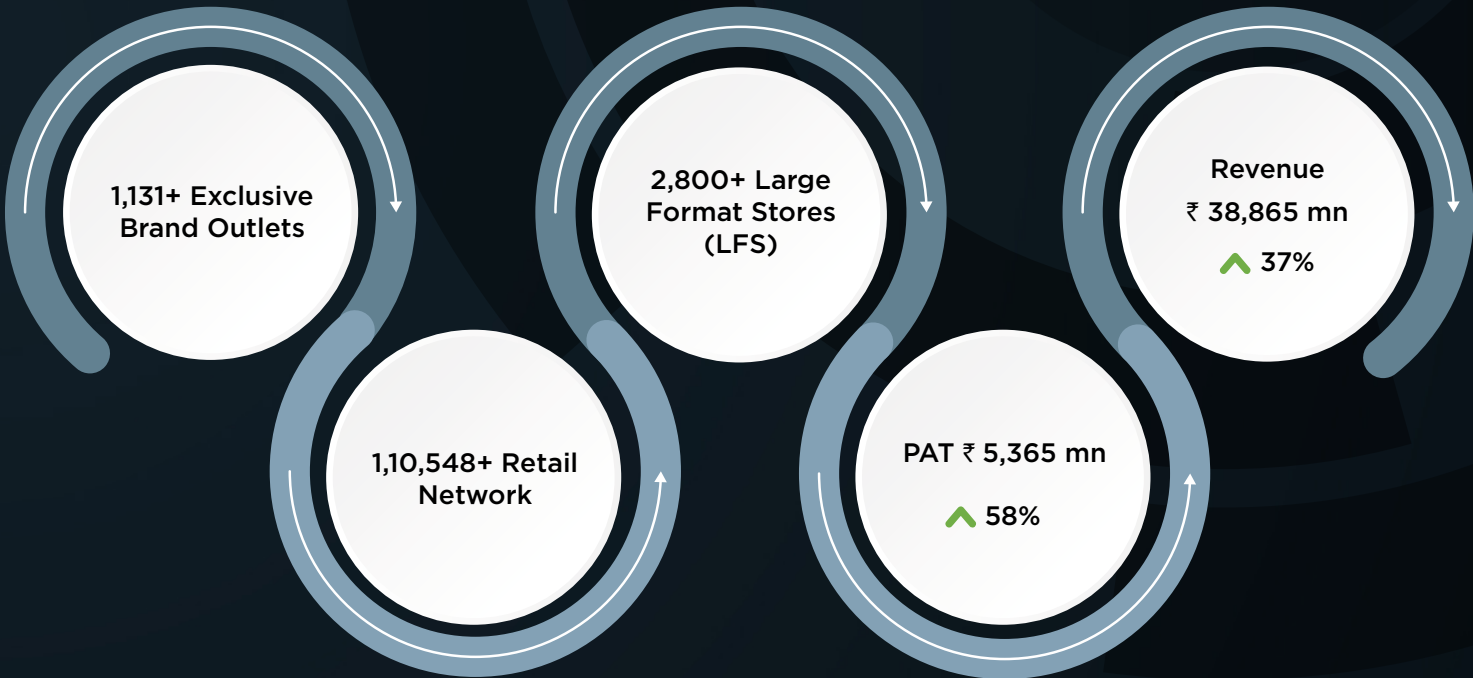 1,131+ Exclusive
Brand Outlets
1,10,548+ Retail
Network
2,800+ Large
Format Stores
(LFS)
PAT ₹ 5,365 mn
58%
Revenue
₹ 38,865 mn
37%